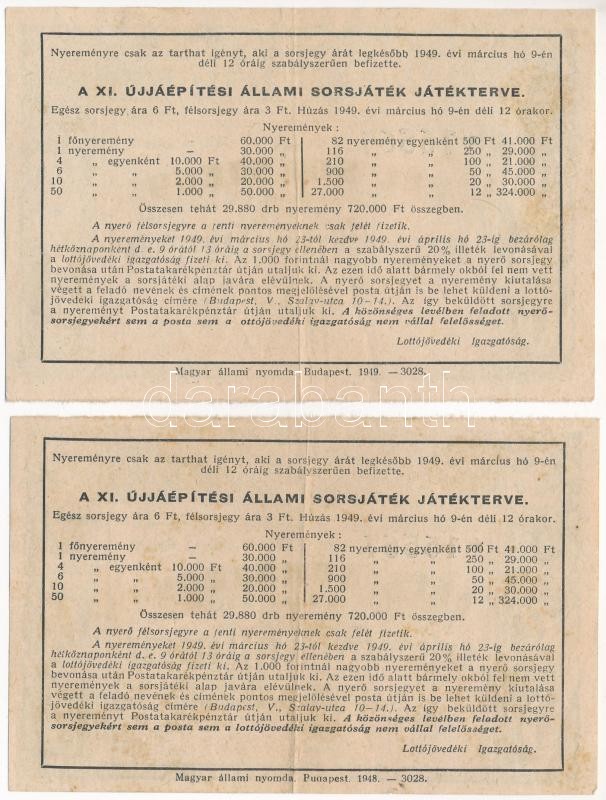 Nyereményre csak az tarthat igényt, aki a sorsjegy árát legkésőbb 1949. évi március hó 9-én
déli 12 óráig szabályszerűen befizette.
A XI. ÚJJÁÉPÍTÉSI ÁLLAMI SORSJÁTÉK JÁTÉKTERVE.
Egész sorsjegy ára 6 Ft, félsorsjegy ára 3 Ft. Húzás 1949. évi március hó 9-én déli 12 órakor.
Nyeremények :
1 főnyeremény – 60.000 Ft 82 nyeremény egyenként 500 Ft 41.000 Ft
1 nyeremény – 30.000 „ 116 „ „ 250 „ 29.000 „
4 „ egyenként 10.000 Ft 40.000 „ 210 „ „ 100 „ 21.000 „
6 „ „ 5.000 „ 30.000 „ 900 „ „ 50 „ 45.000 „
10 „ „ 2.000 „ 20.000 „ 1.500 „ „ 20 „ 30.000 „
50 „ „ 1.000 „ 50.000 „ 27.000 „ „ 12 „ 324.000 „
Összesen tehát 29.880 drb nyeremény 720.000 Ft összegben.
A nyerő félsorsjegyre a fenti nyereményeknek csak felét fizetik.
A nyereményeket 1949. évi március hó 23-tól kezdve 1949. évi április hó 23-ig bezárólag
hétköznaponként d. e. 9 órától 13 óráig a sorsjegy ellenében a szabályszerű 20% illeték levonásával
a lottójövedéki igazgatóság fizeti ki. Az 1.000 forintnál nagyobb nyereményeket a nyerő sorsjegy
bevonása után Postatakarékpénztár útján utaljuk ki. Az ezen idő alatt bármely okból fel nem vett
nyeremények a sorsjátéki alap javára elévülnek. A nyerő sorsjegyet a nyeremény kiutalása
végett a feladó nevének és címének pontos megjelölésével posta útján is be lehet küldeni a lottó-
jövedéki igazgatóság címére (Budapest, V., Szalay-utca 10–14.). Az így beküldött sorsjegyre
a nyereményt Postatakarékpénztár útján utaljuk ki. A közönséges levélben feladott nyerő-
sorsjegyekért sem a posta sem a ottójövedéki igazgatóság nem vállal felelősséget.
Lottójövedéki Igazgatóság.
Magyar állami nyomda. Budapest. 1949. — 3028.
darabanth
Nyereményre csak az tarthat igényt, aki a sorsjegy árát legkésőbb 1949. évi március hó 9-én
déli 12 óráig szabályszerűen befizette.
A XI. ÚJJÁÉPÍTÉSI ÁLLAMI SORSJÁTÉK JÁTÉKTERVE.
Egész sorsjegy ára 6 Ft, félsorsjegy ára 3 Ft. Húzás 1949. évi március hó 9-én déli 12 órakor.
Nyeremények :
1 főnyeremény – 60.000 Ft 82 nyeremény egyenként 500 Ft 41.000 Ft
1 nyeremény – 30.000 „ 116 „ „ 250 „ 29.000 „
4 „ egyenként 10.000 Ft 40.000 „ 210 „ „ 100 „ 21.000 „
6 „ „ 5.000 „ 30.000 „ 900 „ „ 50 „ 45.000 „
10 „ „ 2.000 „ 20.000 „ 1.500 „ „ 20 „ 30.000 „
50 „ „ 1.000 „ 50.000 „ 27.000 „ „ 12 „ 324.000 „
Összesen tehát 29.880 drb nyeremény 720.000 Ft összegben.
A nyerő félsorsjegyre a fenti nyereményeknek csak felét fizetik.
A nyereményeket 1949. évi március hó 23-tól kezdve 1949. évi április hó 23-ig bezárólag
hétköznaponként d. e. 9 órától 13 óráig a sorsjegy ellenében a szabályszerű 20% illeték levonásával
a lottójövedéki igazgatóság fizeti ki. Az 1.000 forintnál nagyobb nyereményeket a nyerő sorsjegy
bevonása után Postatakarékpénztár útján utaljuk ki. Az ezen idő alatt bármely okból fel nem vett
nyeremények a sorsjátéki alap javára elévülnek. A nyerő sorsjegyet a nyeremény kiutalása
végett a feladó nevének és címének pontos megjelölésével posta útján is be lehet küldeni a lottó-
jövedéki igazgatóság címére (Budapest, V., Szalay-utca 10–14.). Az így beküldött sorsjegyre
a nyereményt Postatakarékpénztár útján utaljuk ki. A közönséges levélben feladott nyerő-
sorsjegyekért sem a posta sem a lottójövedéki igazgatóság nem vállal felelősséget.
Lottójövedéki Igazgatóság.
Magyar állami nyomda. Budapest. 1948. — 3028.